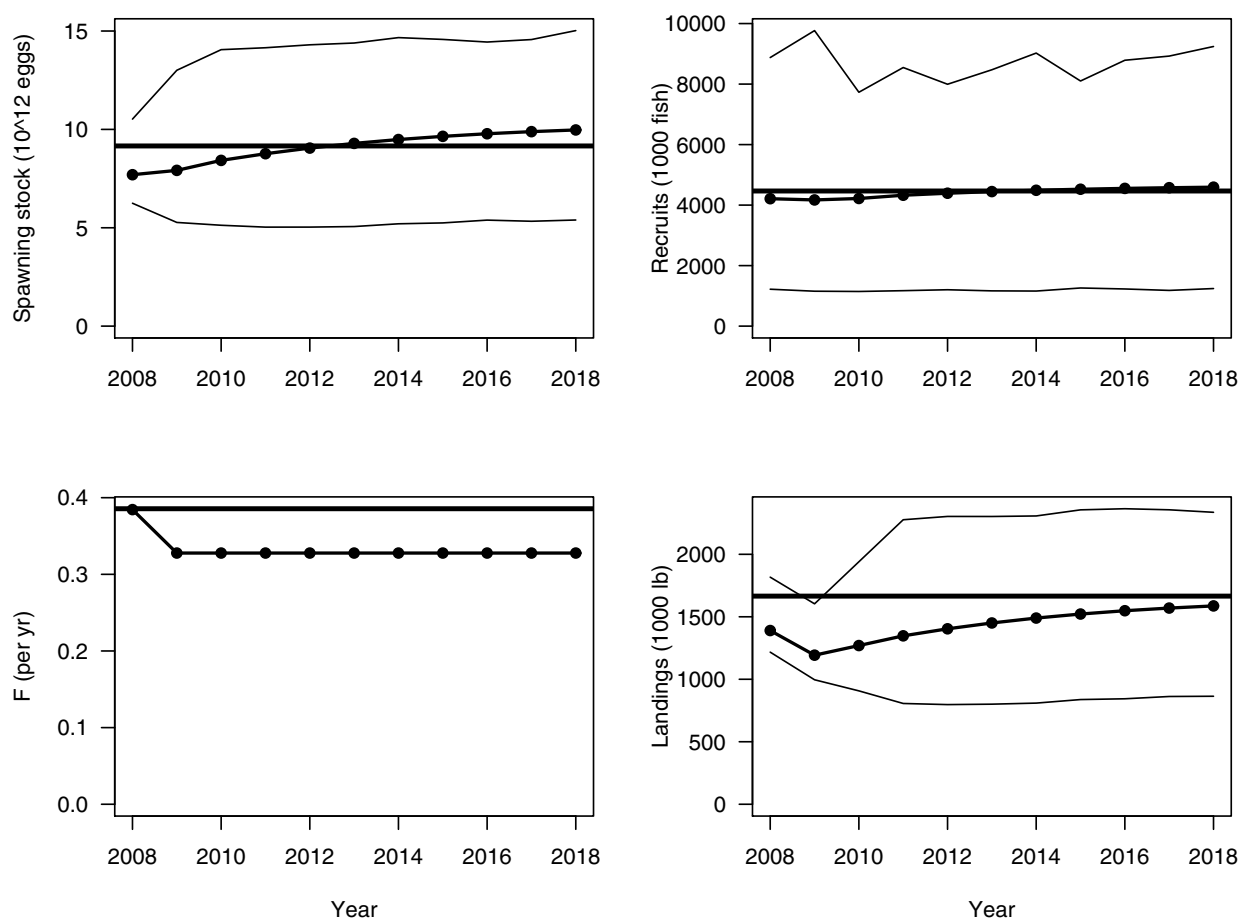 Spawning stock (10^12 eggs)
15
10
5
0
2008 2010 2012 2014 2016 2018
Recruits (1000 fish)
10000
8000
6000
4000
2000
0
2008 2010 2012 2014 2016 2018
F (per yr)
0.4
0.3
0.2
0.1
0.0
2008 2010 2012 2014 2016 2018
Year
Landings (1000 lb)
2000
1500
1000
500
0
2008 2010 2012 2014 2016 2018
Year